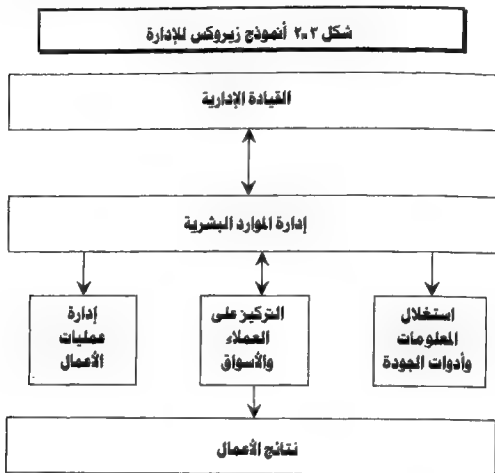 شكل ٣-٢ أنموذج زيروكس للإدارة
القيادة الإدارية
إدارة الموارد البشرية
استغلال
المعلومات
وأدوات الجودة
التركيز على
العملاء
والأسواق
إدارة
عمليات
الأعمال
نتائج الأعمال